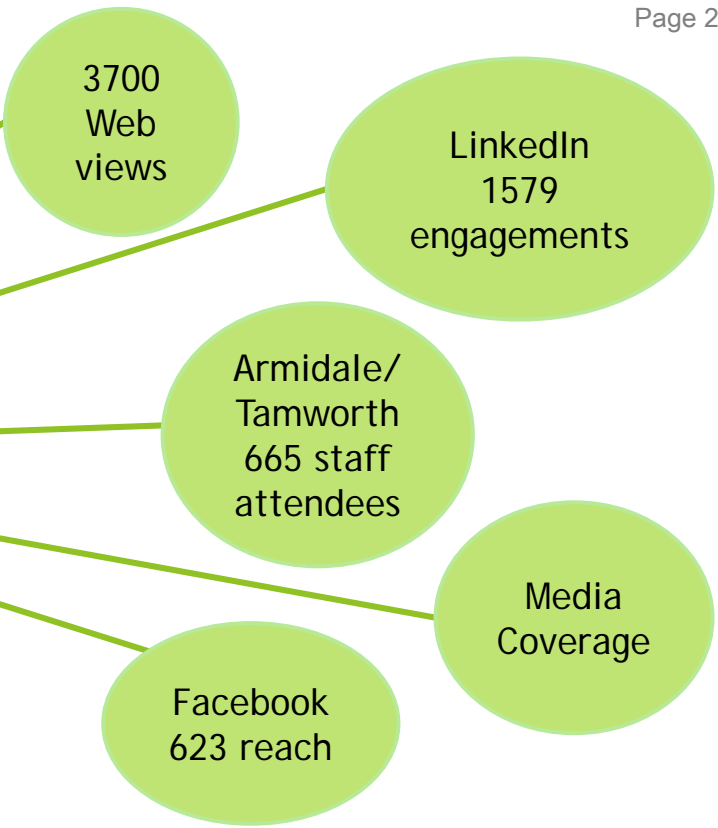 Page 2
3700
Web
views
LinkedIn
1579
engagements
Armidale/
Tamworth
665 staff
attendees
Media
Coverage
Facebook
623 reach